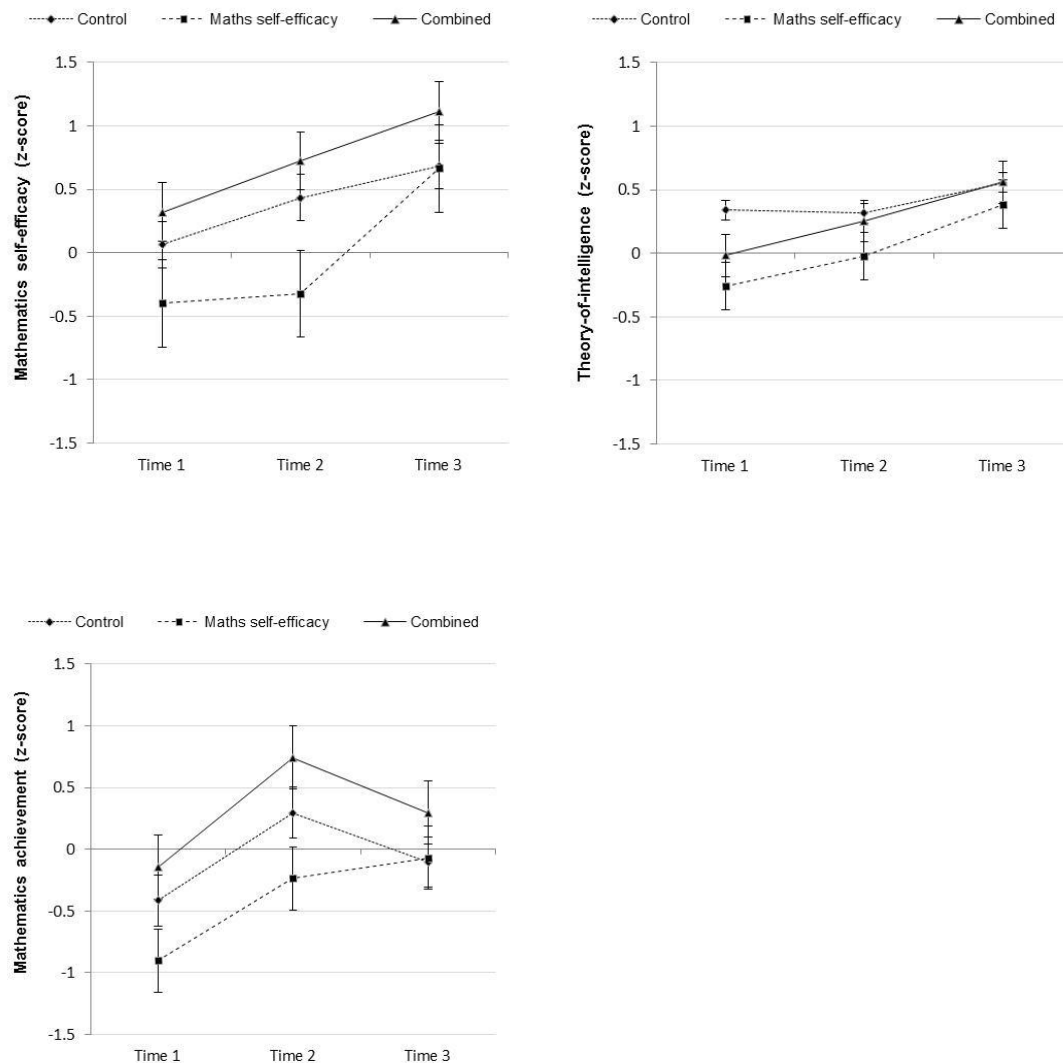 Control Maths self-efficacy Combined
Mathematics self-efficacy (z-score)
1.5
1
0.5
0
-0.5
-1
-1.5
Time 1 Time 2 Time 3
Control Maths self-efficacy Combined
Theory-of-intelligence (z-score)
1.5
1
0.5
0
-0.5
-1
-1.5
Time 1 Time 2 Time 3
Control Maths self-efficacy Combined
Mathematics achievement (z-score)
1.5
1
0.5
0
-0.5
-1
-1.5
Time 1 Time 2 Time 3